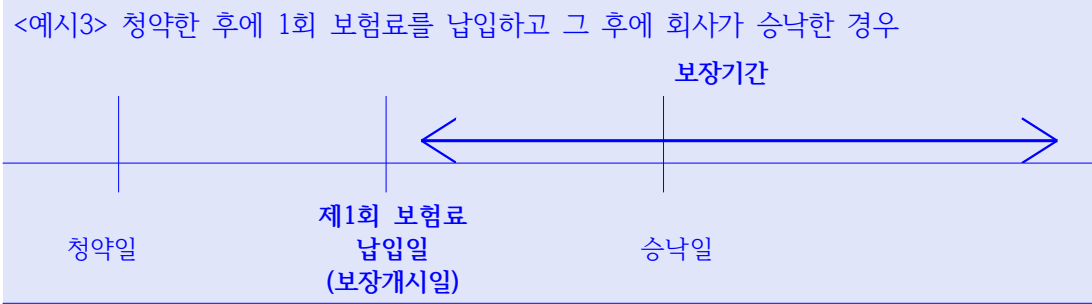 <예시3> 청약한 후에 1회 보험료를 납입하고 그 후에 회사가 승낙한 경우
보장기간
청약일
제1회 보험료
납입일
(보장개시일)
승낙일